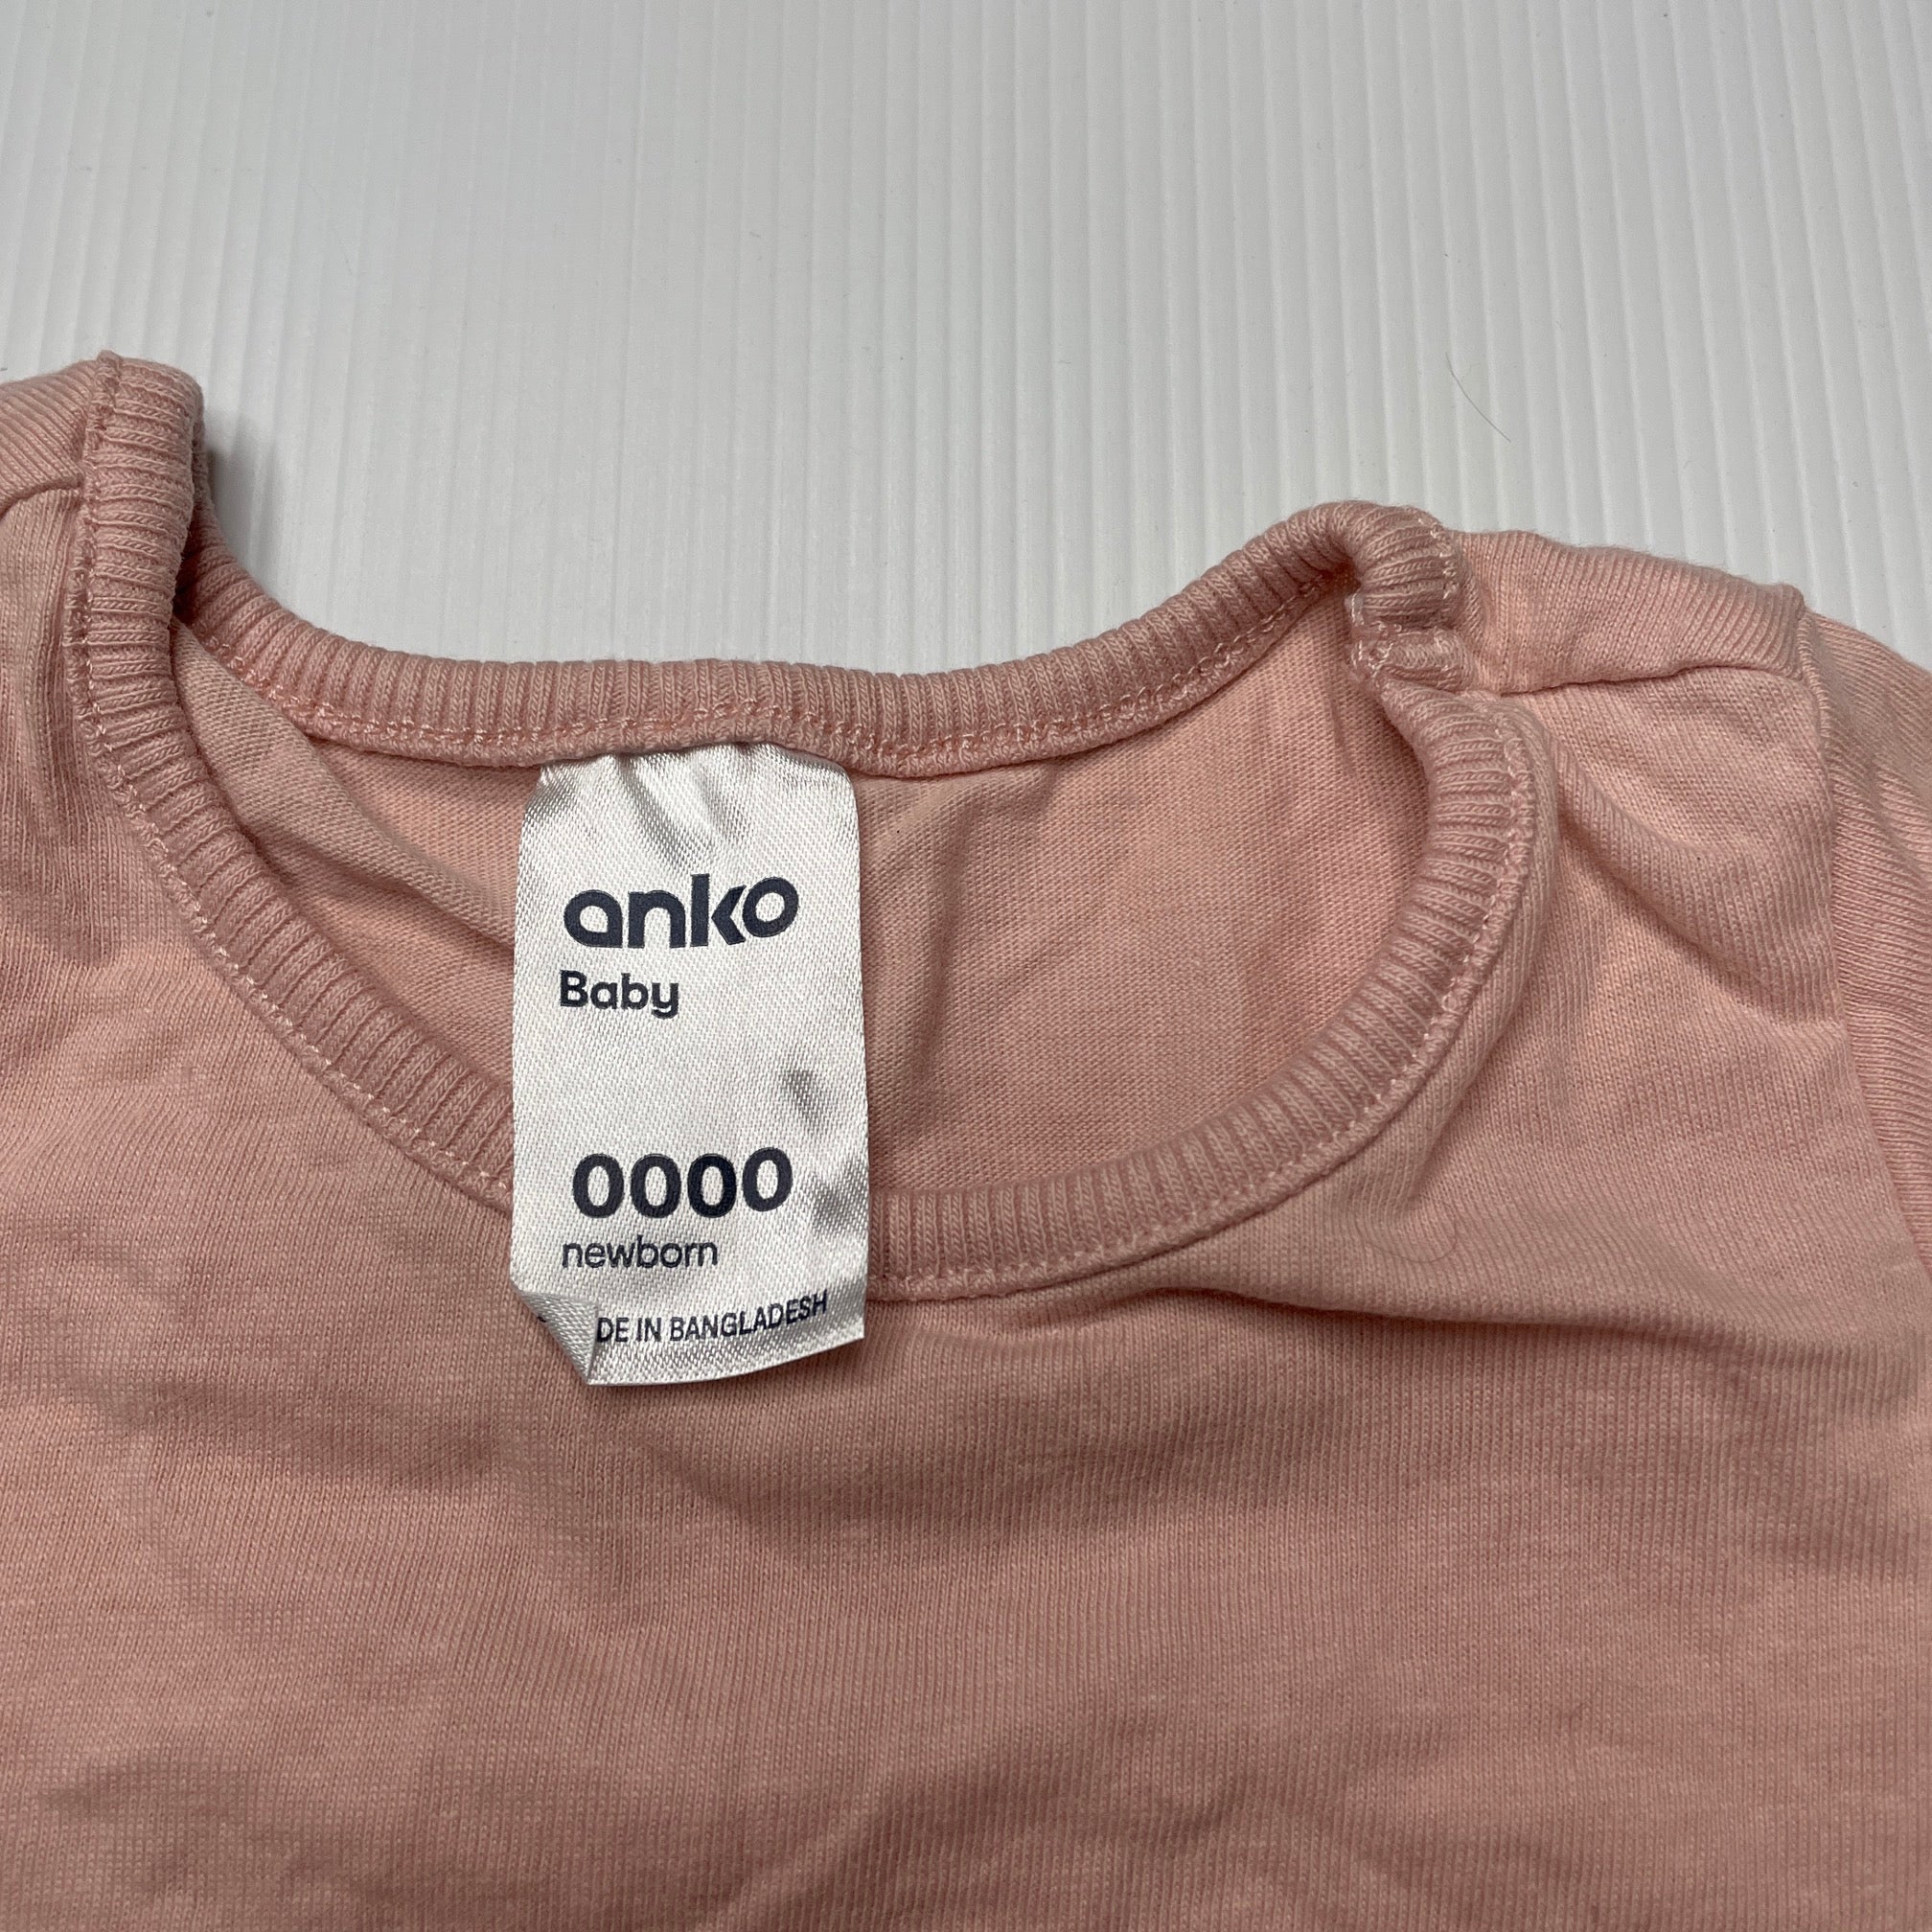 anko
Baby
0000
newborn
DE IN BANGLADESH